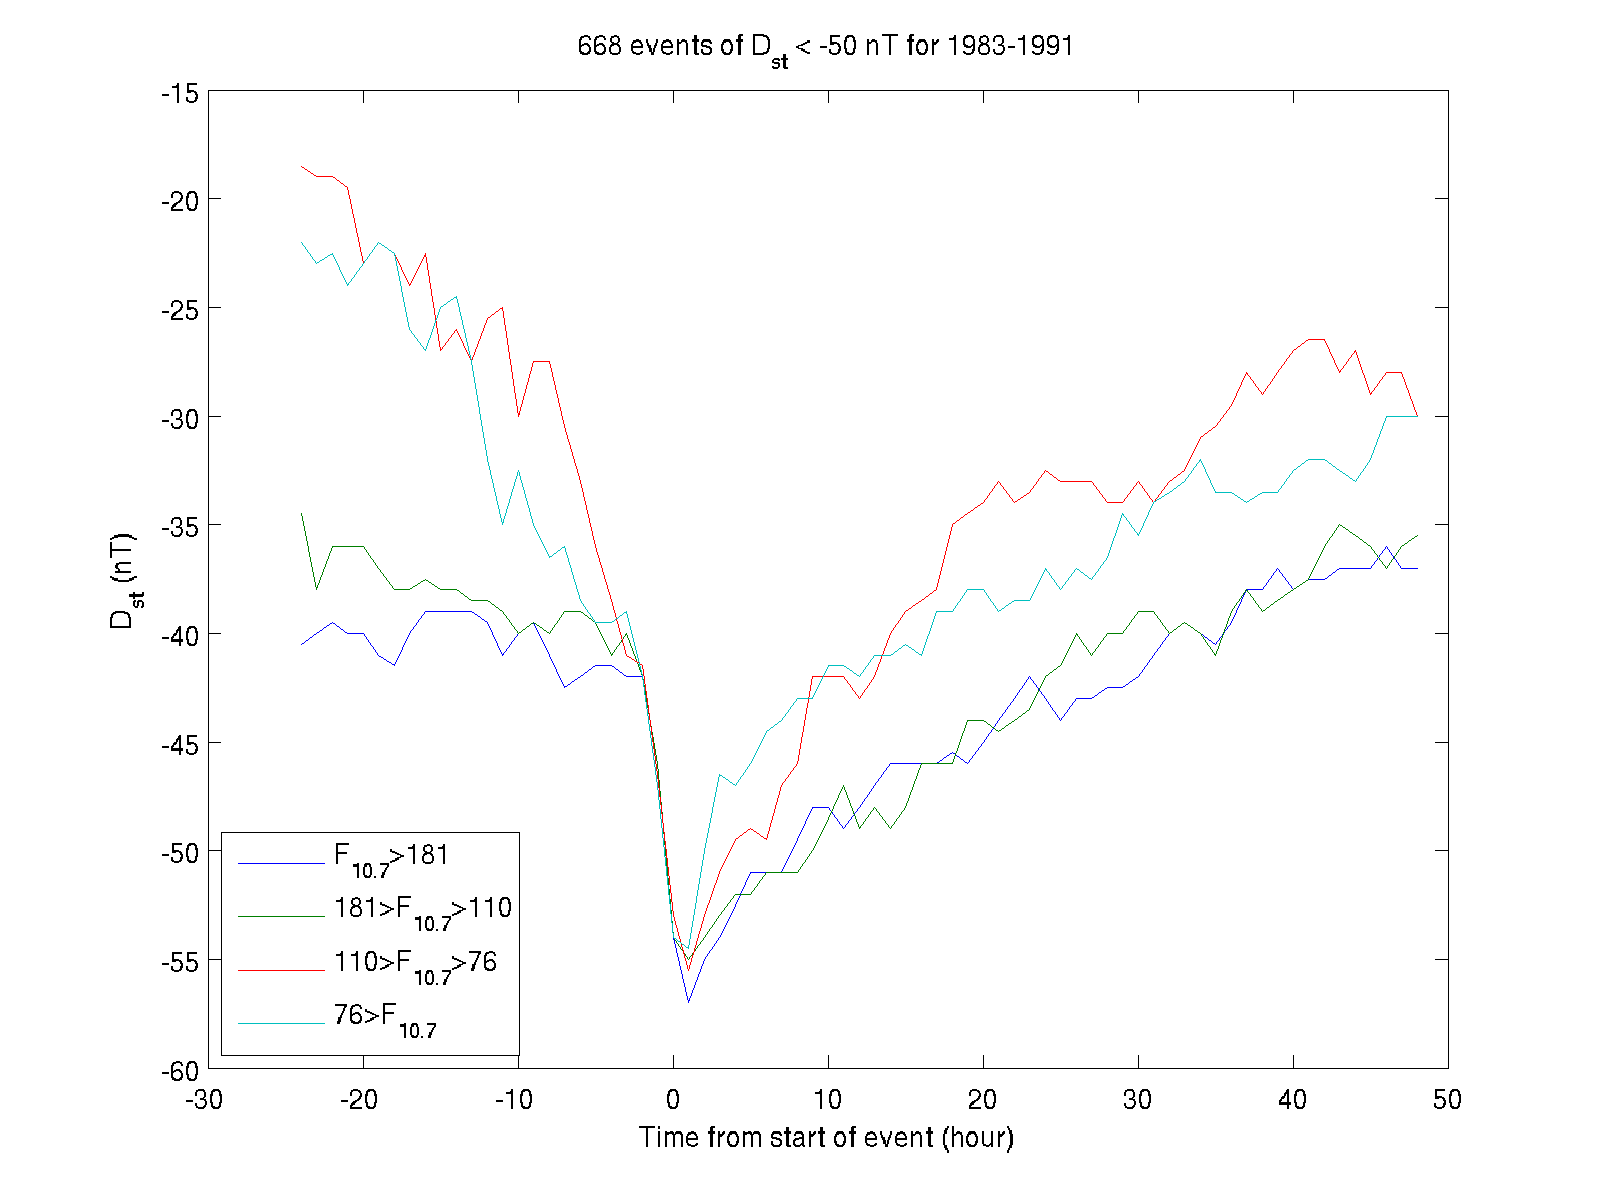 668 events of D_st < -50 nT for 1983-1991
-15
-20
-25
-30
-35
-40
-45
-50
-55
-60
D_st (nT)
F_10.7>181
181>F_10.7>110
110>F_10.7>76
76>F_10.7
-30 -20 -10 0 10 20 30 40 50
Time from start of event (hour)